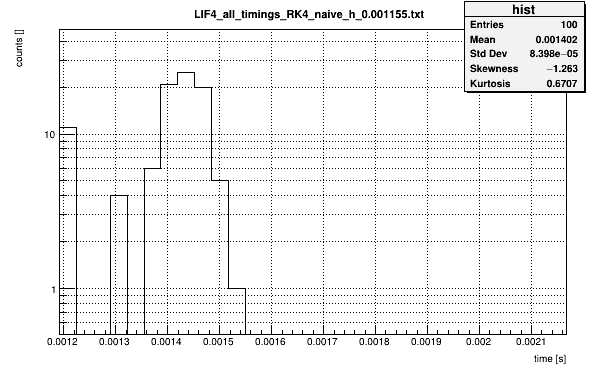 LIF4_all_timings_RK4_naive_h_0.001155.txt
hist
Entries 100
Mean 0.001402
Std Dev 8.398e−05
Skewness −1.263
Kurtosis 0.6707
counts []
10
1
0.0012 0.0013 0.0014 0.0015 0.0016 0.0017 0.0018 0.0019 0.002 0.0021
time [s]